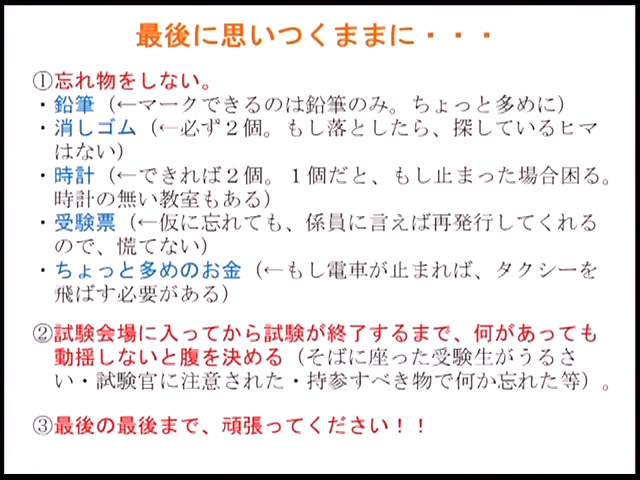 最後に思いつくままに・・・
①忘れ物をしない。
・鉛筆（←マークできるのは鉛筆のみ。ちょっと多めに）
・消しゴム（←必ず２個。もし落としたら、探しているヒマ
はない）
・時計（←できれば２個。１個だと、もし止まった場合困る。
時計の無い教室もある）
・受験票（←仮に忘れても、係員に言えば再発行してくれる
ので、慌てない）
・ちょっと多めのお金（←もし電車が止まれば、タクシーを
飛ばす必要がある）
②試験会場に入ってから試験が終了するまで、何があっても
動揺しないと腹を決める（そばに座った受験生がうるさ
い・試験官に注意された・持参すべき物で何か忘れた等）。
③最後の最後まで、頑張ってください！！